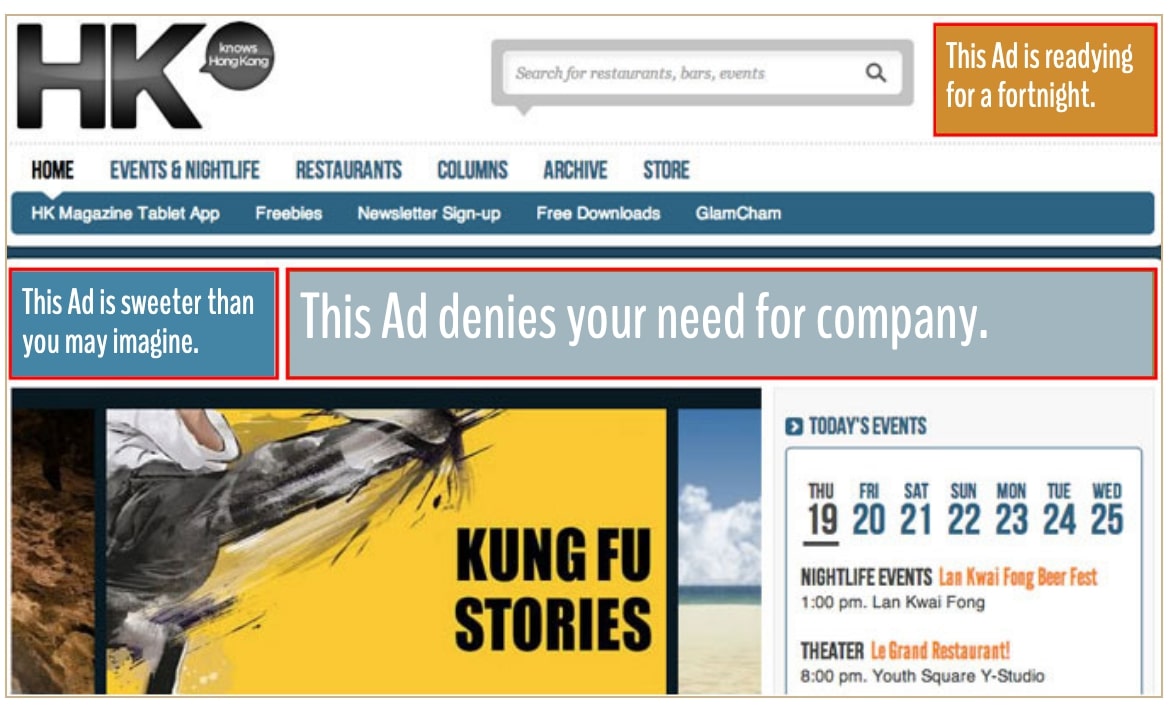 HK
knows
Hong Kong
Search for restaurants, bars, events
This Ad is readying
for a fortnight.
HOME EVENTS & NIGHTLIFE RESTAURANTS COLUMNS ARCHIVE STORE
HK Magazine Tablet App Freebies Newsletter Sign-up Free Downloads GlamCham
This Ad is sweeter than
you may imagine.
This Ad denies your need for company.
KUNG FU
STORIES
TODAY'S EVENTS
THU FRI SAT SUN MON TUE WED
19 20 21 22 23 24 25
NIGHTLIFE EVENTS Lan Kwai Fong Beer Fest
1:00 pm. Lan Kwai Fong
THEATER Le Grand Restaurant!
8:00 pm. Youth Square Y-Studio